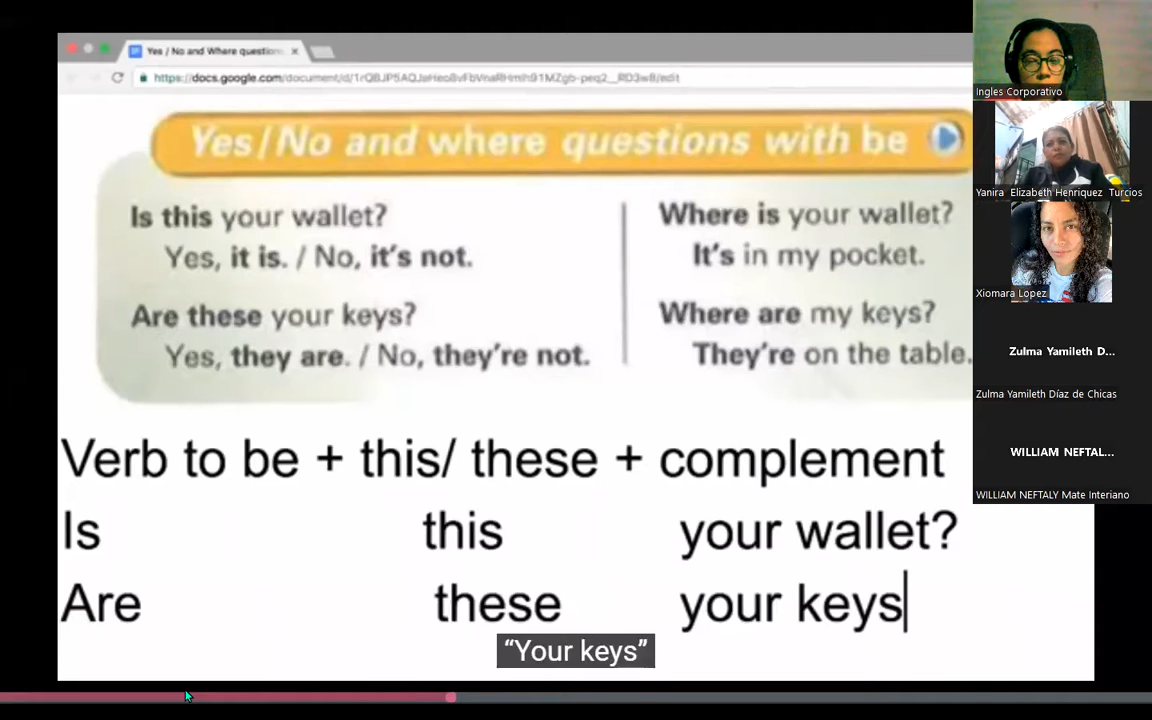 Yes / No and Where question
https://docs.google.com/document/d/1rQBJP5AQJaHeo8vFbVnaRHmlh91MZgb-peq2__RD3w8/edit
Yes/No and where questions with be
Is this your wallet?
Yes, it is. / No, it's not.
Are these your keys?
Yes, they are. / No, they're not.
Where is your wallet?
It's in my pocket.
Where are my keys?
They're on the table.
Verb to be + this/ these + complement
Is this your wallet?
Are these your keys
“Your keys”
Ingles Corporativo
Yanira Elizabeth Henriquez Turcios
Xiomara Lopez
Zulma Yamileth D...
Zulma Yamileth Díaz de Chicas
WILLIAM NEFTAL...
WILLIAM NEFTALY Mate Interiano